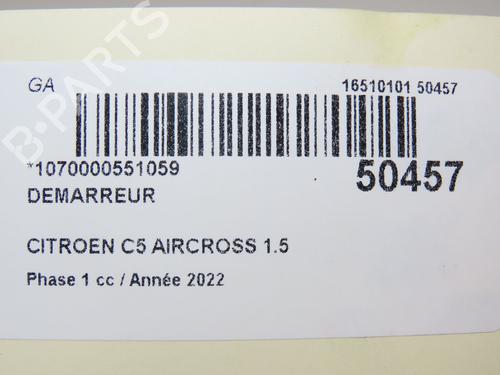 GA
16510101 50457
*1070000551059
50457
DEMARREUR
CITROEN C5 AIRCROSS 1.5
Phase 1 cc / Année 2022
B-PARTS